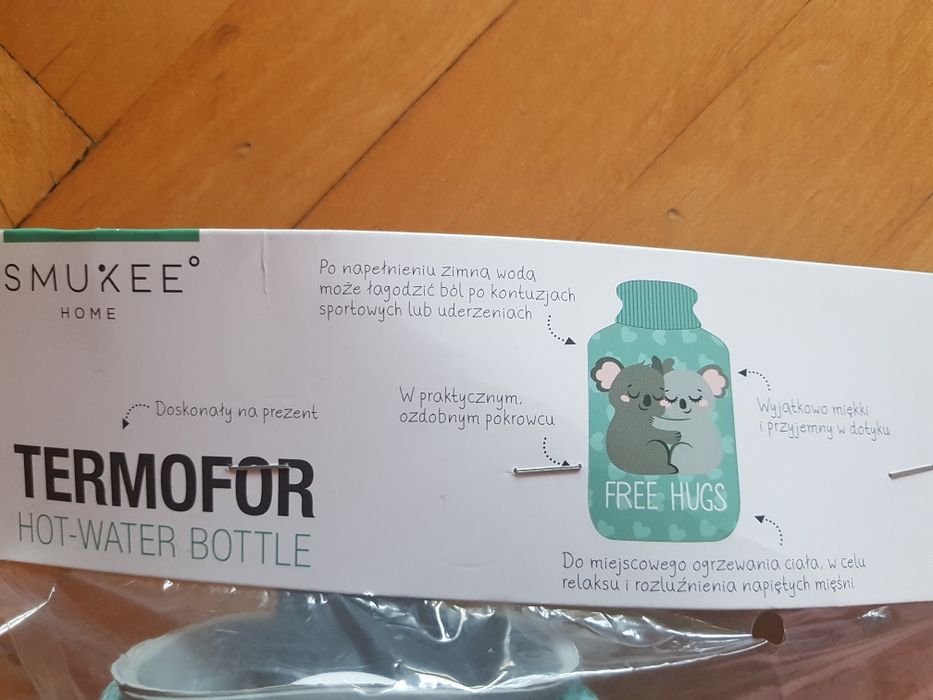 SMUKEE°
HOME
Po napełnieniu zimną wodą
może łagodzić ból po kontuzjach
sportowych lub uderzeniach
W praktycznym,
ozdobnym pokrowcu
Doskonały na prezent
TERMOFOR
HOT-WATER BOTTLE
Wyjątkowo miękki
i przyjemny w dotyku
FREE HUGS
Do miejscowego ogrzewania ciała, w celu
relaksu i rozluźnienia napiętych mięśni